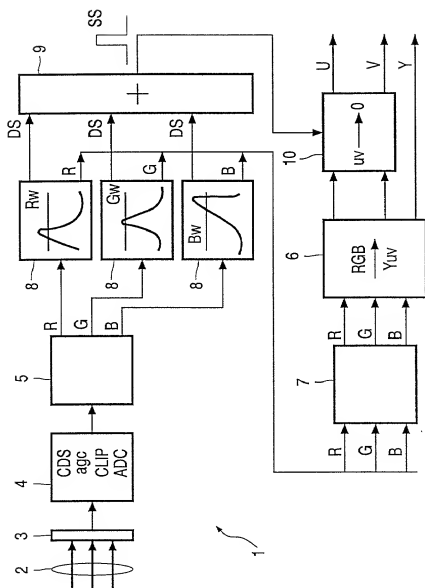 1
2
3
4
CDS
agc
CLIP
ADC
5
R
G
B
8
Rw
8
Gw
8
Bw
DS
DS
DS
R
G
B
9
+
SS
R
G
B
7
R
G
B
6
RGB
Yuv
10
uv
0
U
V
Y